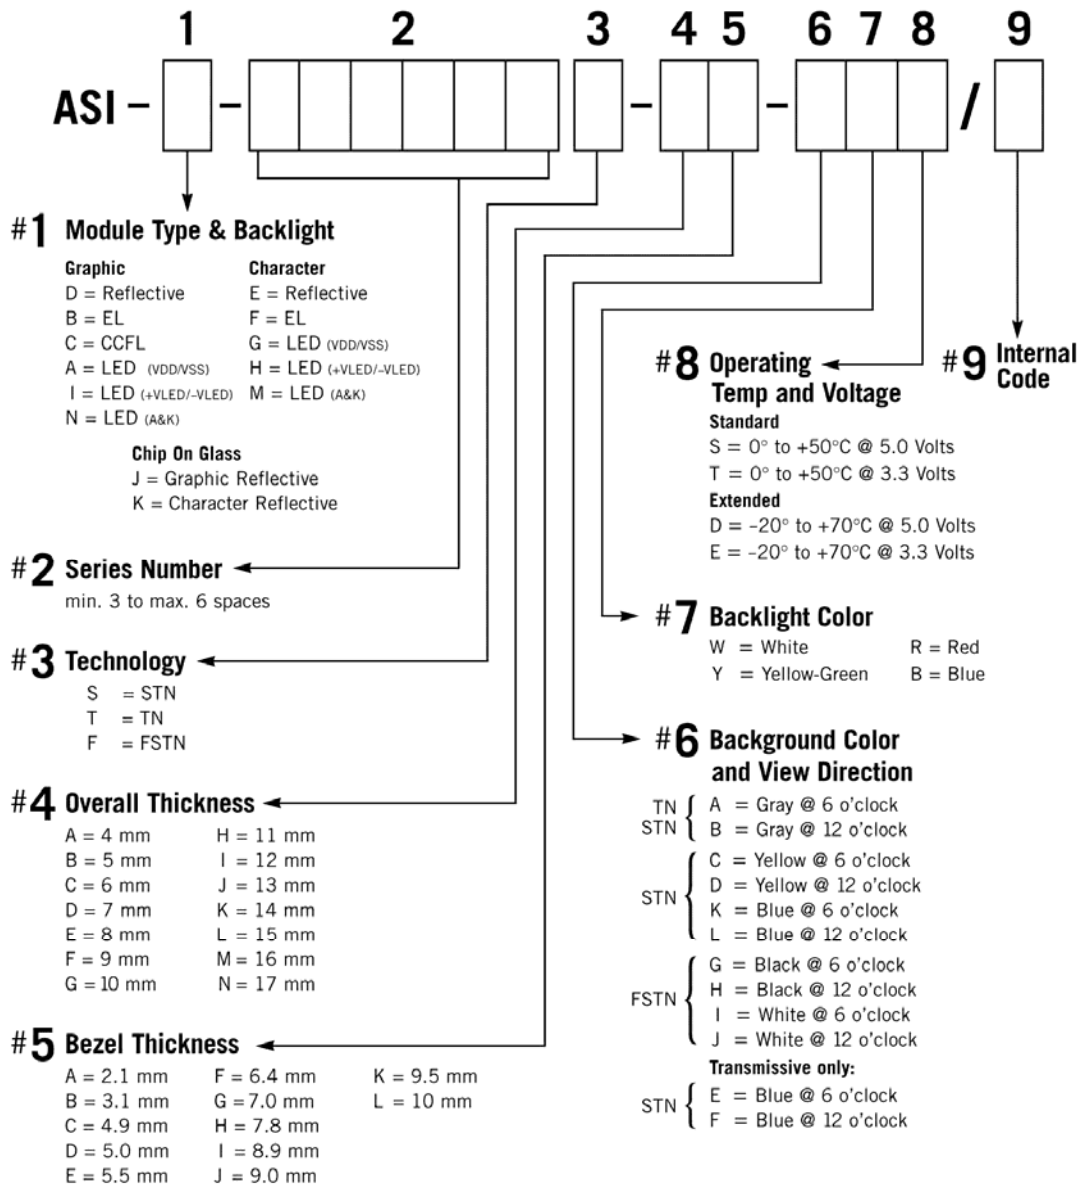 1 2 3 4 5 6 7 8 9
ASI – – – – /
#1 Module Type & Backlight
Graphic Character
D = Reflective E = Reflective
B = EL F = EL
C = CCFL G = LED (VDD/VSS)
A = LED (VDD/VSS) H = LED (+VLED/–VLED)
I = LED (+VLED/–VLED) M = LED (A&K)
N = LED (A&K)
Chip On Glass
J = Graphic Reflective
K = Character Reflective
#2 Series Number
min. 3 to max. 6 spaces
#3 Technology
S = STN
T = TN
F = FSTN
#4 Overall Thickness
A = 4 mm H = 11 mm
B = 5 mm I = 12 mm
C = 6 mm J = 13 mm
D = 7 mm K = 14 mm
E = 8 mm L = 15 mm
F = 9 mm M = 16 mm
G = 10 mm N = 17 mm
#5 Bezel Thickness
A = 2.1 mm F = 6.4 mm K = 9.5 mm
B = 3.1 mm G = 7.0 mm L = 10 mm
C = 4.9 mm H = 7.8 mm
D = 5.0 mm I = 8.9 mm
E = 5.5 mm J = 9.0 mm
#8 Operating
Temp and Voltage
Standard
S = 0° to +50°C @ 5.0 Volts
T = 0° to +50°C @ 3.3 Volts
Extended
D = –20° to +70°C @ 5.0 Volts
E = –20° to +70°C @ 3.3 Volts
#9 Internal
Code
#7 Backlight Color
W = White R = Red
Y = Yellow-Green B = Blue
#6 Background Color
and View Direction
TN A = Gray @ 6 o'clock
STN B = Gray @ 12 o'clock
C = Yellow @ 6 o'clock
STN D = Yellow @ 12 o'clock
K = Blue @ 6 o'clock
L = Blue @ 12 o'clock
G = Black @ 6 o'clock
FSTN H = Black @ 12 o'clock
I = White @ 6 o'clock
J = White @ 12 o'clock
Transmissive only:
STN E = Blue @ 6 o'clock
F = Blue @ 12 o'clock